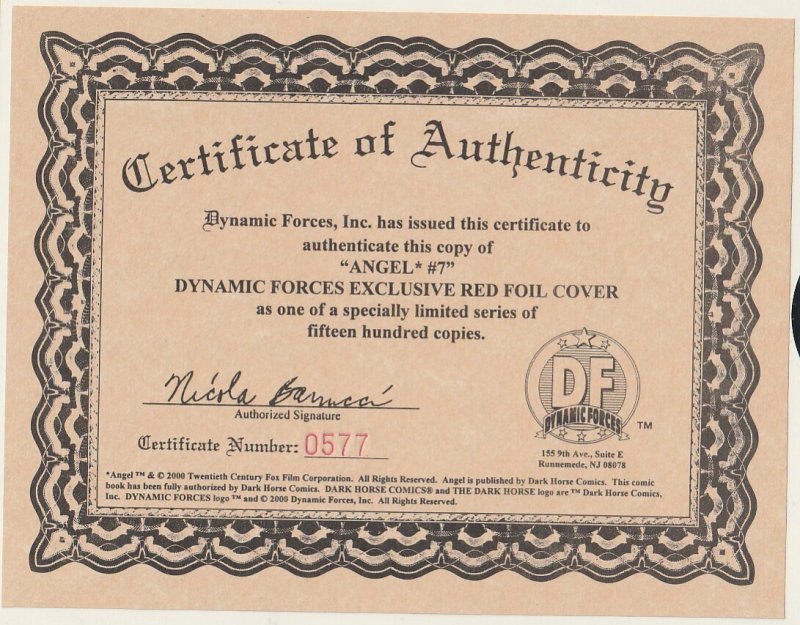 Certificate of Authenticity
Dynamic Forces, Inc. has issued this certificate to
authenticate this copy of
“ANGEL* #7”
DYNAMIC FORCES EXCLUSIVE RED FOIL COVER
as one of a specially limited series of
fifteen hundred copies.
Nicola Barrucci
Authorized Signature
Certificate Number: 0577
DF
DYNAMIC FORCES
TM
155 9th Ave., Suite E
Runnemede, NJ 08078
*Angel ™ & © 2000 Twentieth Century Fox Film Corporation. All Rights Reserved. Angel is published by Dark Horse Comics. This comic
book has been fully authorized by Dark Horse Comics. DARK HORSE COMICS® and THE DARK HORSE logo are ™ Dark Horse Comics,
Inc. DYNAMIC FORCES logo ™ and © 2000 Dynamic Forces, Inc. All Rights Reserved.